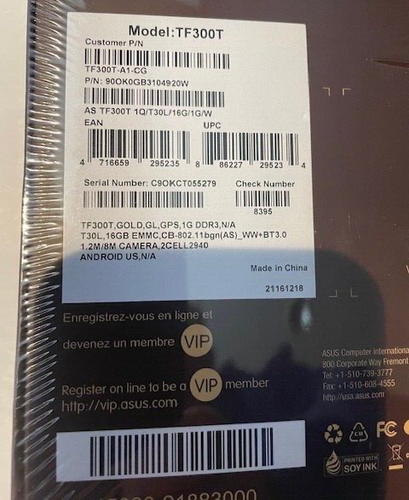 Model:TF300T
Customer P/N
TF300T-A1-CG
P/N: 90OK0GB3104920W
AS TF300T 1Q/T30L/16G/1G/W
EAN UPC
4 716659 295235 8 86227 29523 4
Serial Number: C9OKCT055279 Check Number
8395
TF300T,GOLD,GL,GPS,1G DDR3,N/A
T30L,16GB EMMC,CB-802.11bgn(AS)_WW+BT3.0
1.2M/8M CAMERA,2CELL2940
ANDROID US,N/A
Made in China
21161218
Enregistrez-vous en ligne et
devenez un membre VIP
Register on line to be a VIP member
http://vip.asus.com
ASUS Computer Internationa
800 Corporate Way Fremont
Tel: +1-510-739-3777
Fax: +1-510-608-4555
http://usa.asus.com
FC
PRINTED WITH
SOY INK